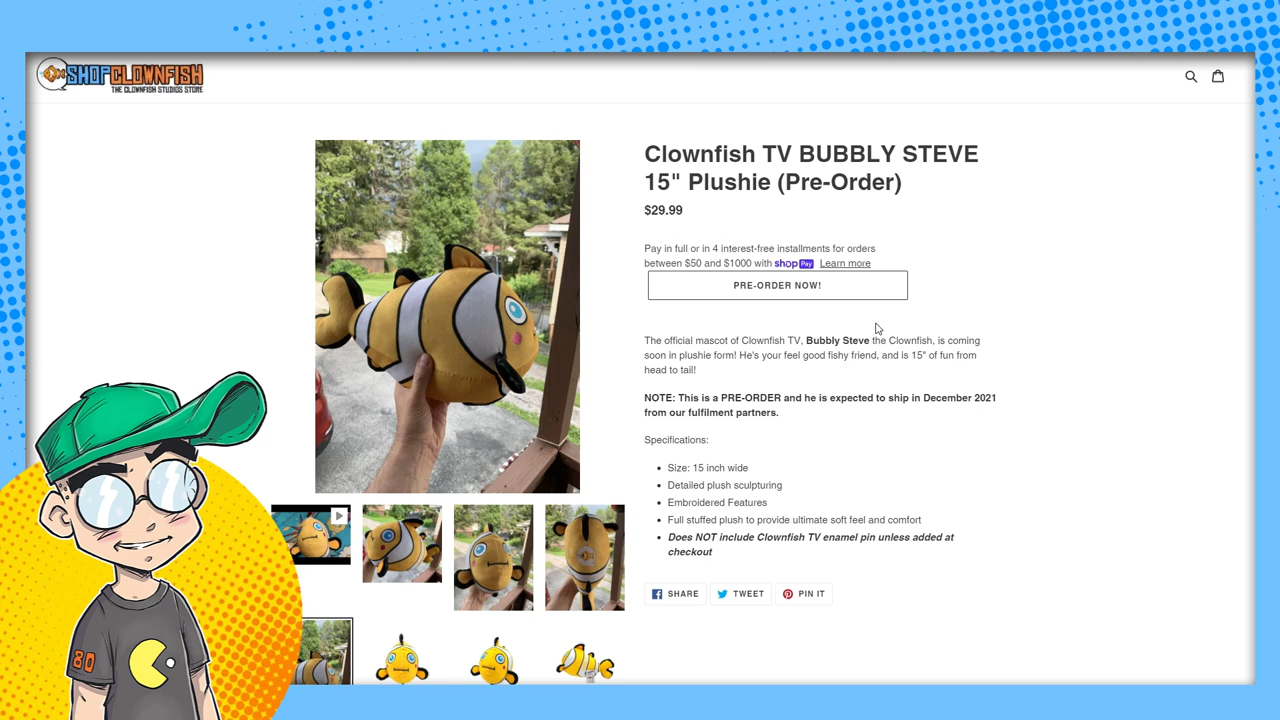 SHOPCLOWNFISH
THE CLOWNFISH STUDIOS STORE
Clownfish TV BUBBLY STEVE
15" Plushie (Pre-Order)
$29.99
Pay in full or in 4 interest-free installments for orders
between $50 and $1000 with shop Pay Learn more
PRE-ORDER NOW!
The official mascot of Clownfish TV, Bubbly Steve the Clownfish, is coming
soon in plushie form! He's your feel good fishy friend, and is 15" of fun from
head to tail!
NOTE: This is a PRE-ORDER and he is expected to ship in December 2021
from our fulfilment partners.
Specifications:
• Size: 15 inch wide
• Detailed plush sculpturing
• Embroidered Features
• Full stuffed plush to provide ultimate soft feel and comfort
• Does NOT include Clownfish TV enamel pin unless added at
checkout
SHARE TWEET PIN IT
80